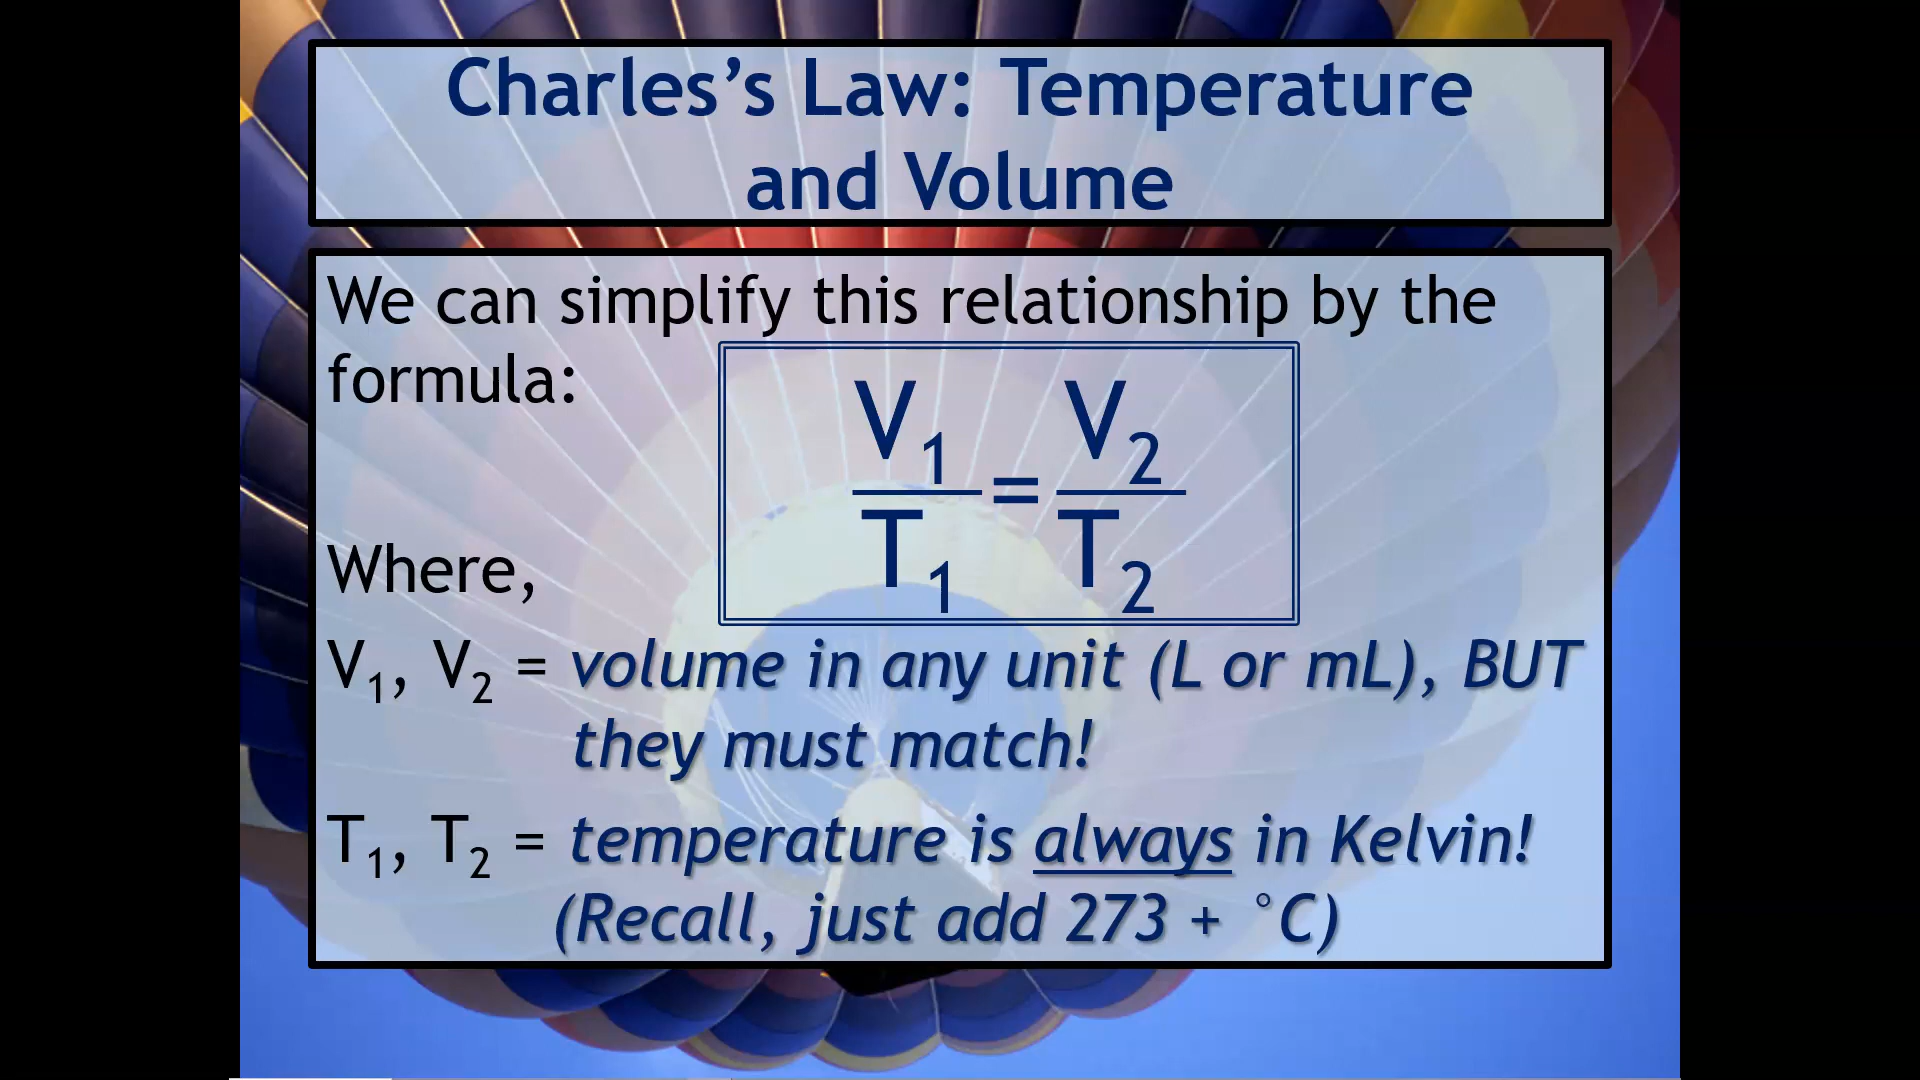 Charles’s Law: Temperature
and Volume
We can simplify this relationship by the
formula:
V₁/T₁ = V₂/T₂
Where,
V₁, V₂ = volume in any unit (L or mL), BUT
they must match!
T₁, T₂ = temperature is always in Kelvin!
(Recall, just add 273 + °C)